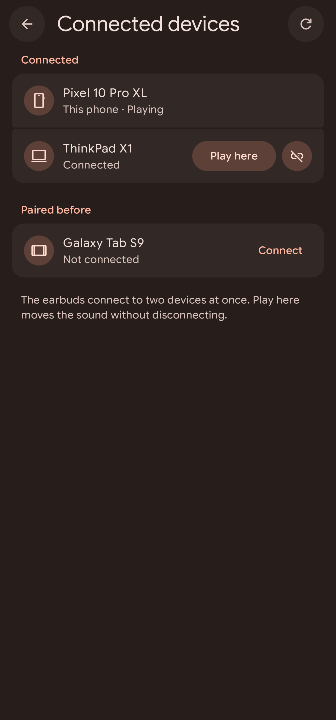 Connected devices
Connected
Pixel 10 Pro XL
This phone · Playing
ThinkPad X1
Connected
Play here
Paired before
Galaxy Tab S9
Not connected
Connect
The earbuds connect to two devices at once. Play here
moves the sound without disconnecting.